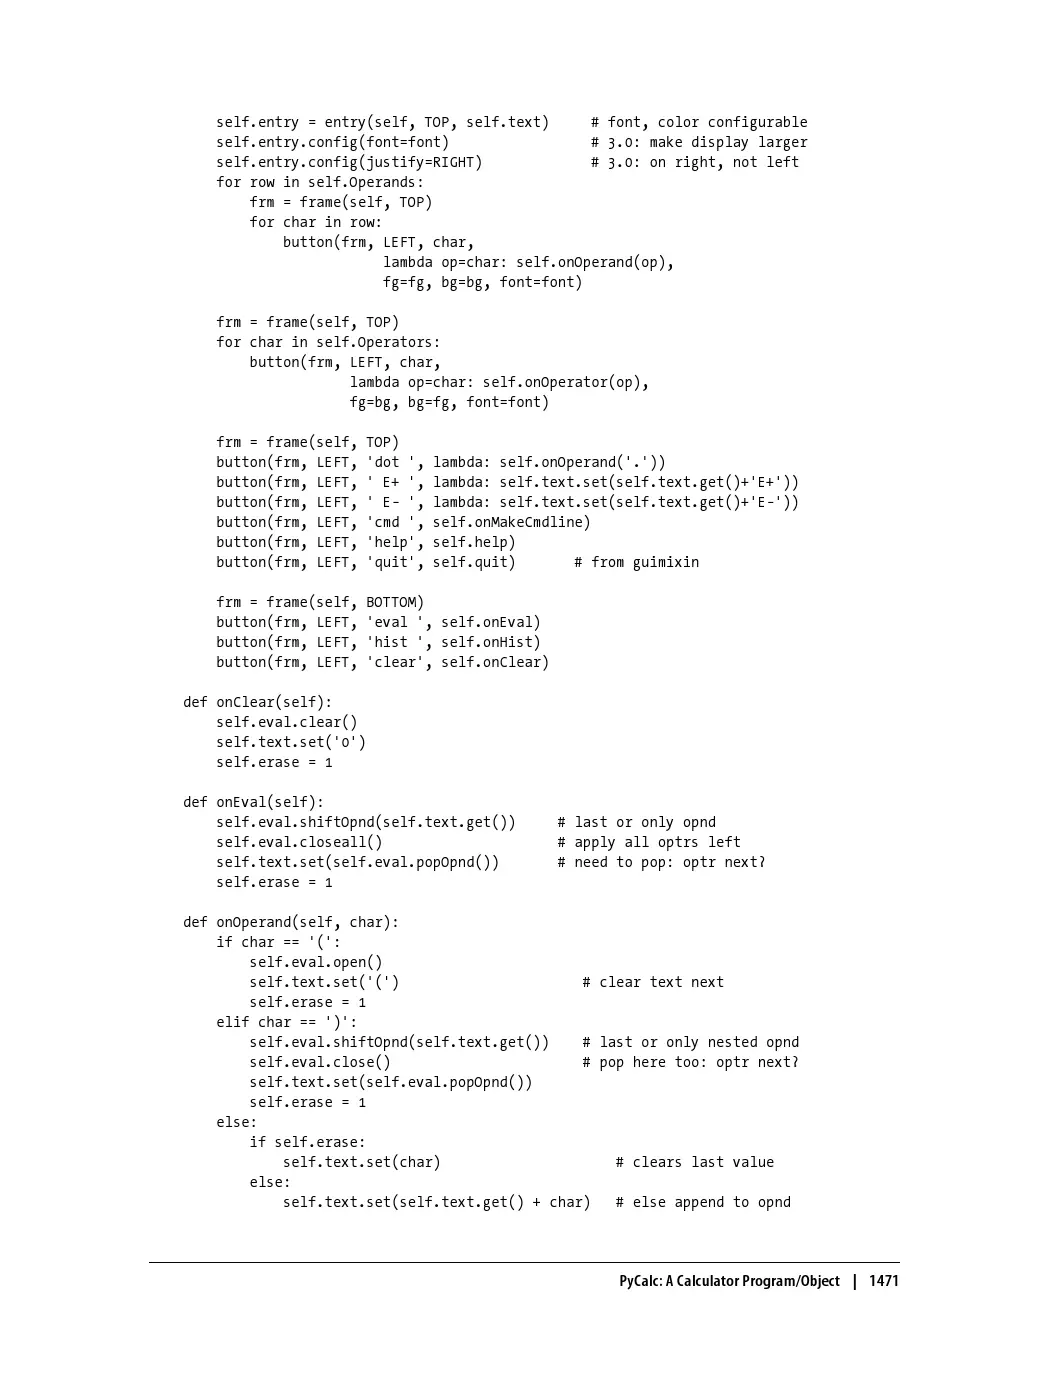 self.entry = entry(self, TOP, self.text)     # font, color configurable
self.entry.config(font=font)                 # 3.0: make display larger
self.entry.config(justify=RIGHT)             # 3.0: on right, not left
for row in self.Operands:
    frm = frame(self, TOP)
    for char in row:
        button(frm, LEFT, char,
                    lambda op=char: self.onOperand(op),
                    fg=fg, bg=bg, font=font)

frm = frame(self, TOP)
for char in self.Operators:
    button(frm, LEFT, char,
                lambda op=char: self.onOperator(op),
                fg=bg, bg=fg, font=font)

frm = frame(self, TOP)
button(frm, LEFT, 'dot ', lambda: self.onOperand('.'))
button(frm, LEFT, ' E+ ', lambda: self.text.set(self.text.get()+'E+'))
button(frm, LEFT, ' E- ', lambda: self.text.set(self.text.get()+'E-'))
button(frm, LEFT, 'cmd ', self.onMakeCmdline)
button(frm, LEFT, 'help', self.help)
button(frm, LEFT, 'quit', self.quit)       # from guimixin

frm = frame(self, BOTTOM)
button(frm, LEFT, 'eval ', self.onEval)
button(frm, LEFT, 'hist ', self.onHist)
button(frm, LEFT, 'clear', self.onClear)

def onClear(self):
    self.eval.clear()
    self.text.set('0')
    self.erase = 1

def onEval(self):
    self.eval.shiftOpnd(self.text.get())     # last or only opnd
    self.eval.closeall()                     # apply all optrs left
    self.text.set(self.eval.popOpnd())       # need to pop: optr next?
    self.erase = 1

def onOperand(self, char):
    if char == '(':
        self.eval.open()
        self.text.set('(')                      # clear text next
        self.erase = 1
    elif char == ')':
        self.eval.shiftOpnd(self.text.get())    # last or only nested opnd
        self.eval.close()                       # pop here too: optr next?
        self.text.set(self.eval.popOpnd())
        self.erase = 1
    else:
        if self.erase:
            self.text.set(char)                     # clears last value
        else:
            self.text.set(self.text.get() + char)   # else append to opnd

PyCalc: A Calculator Program/Object | 1471